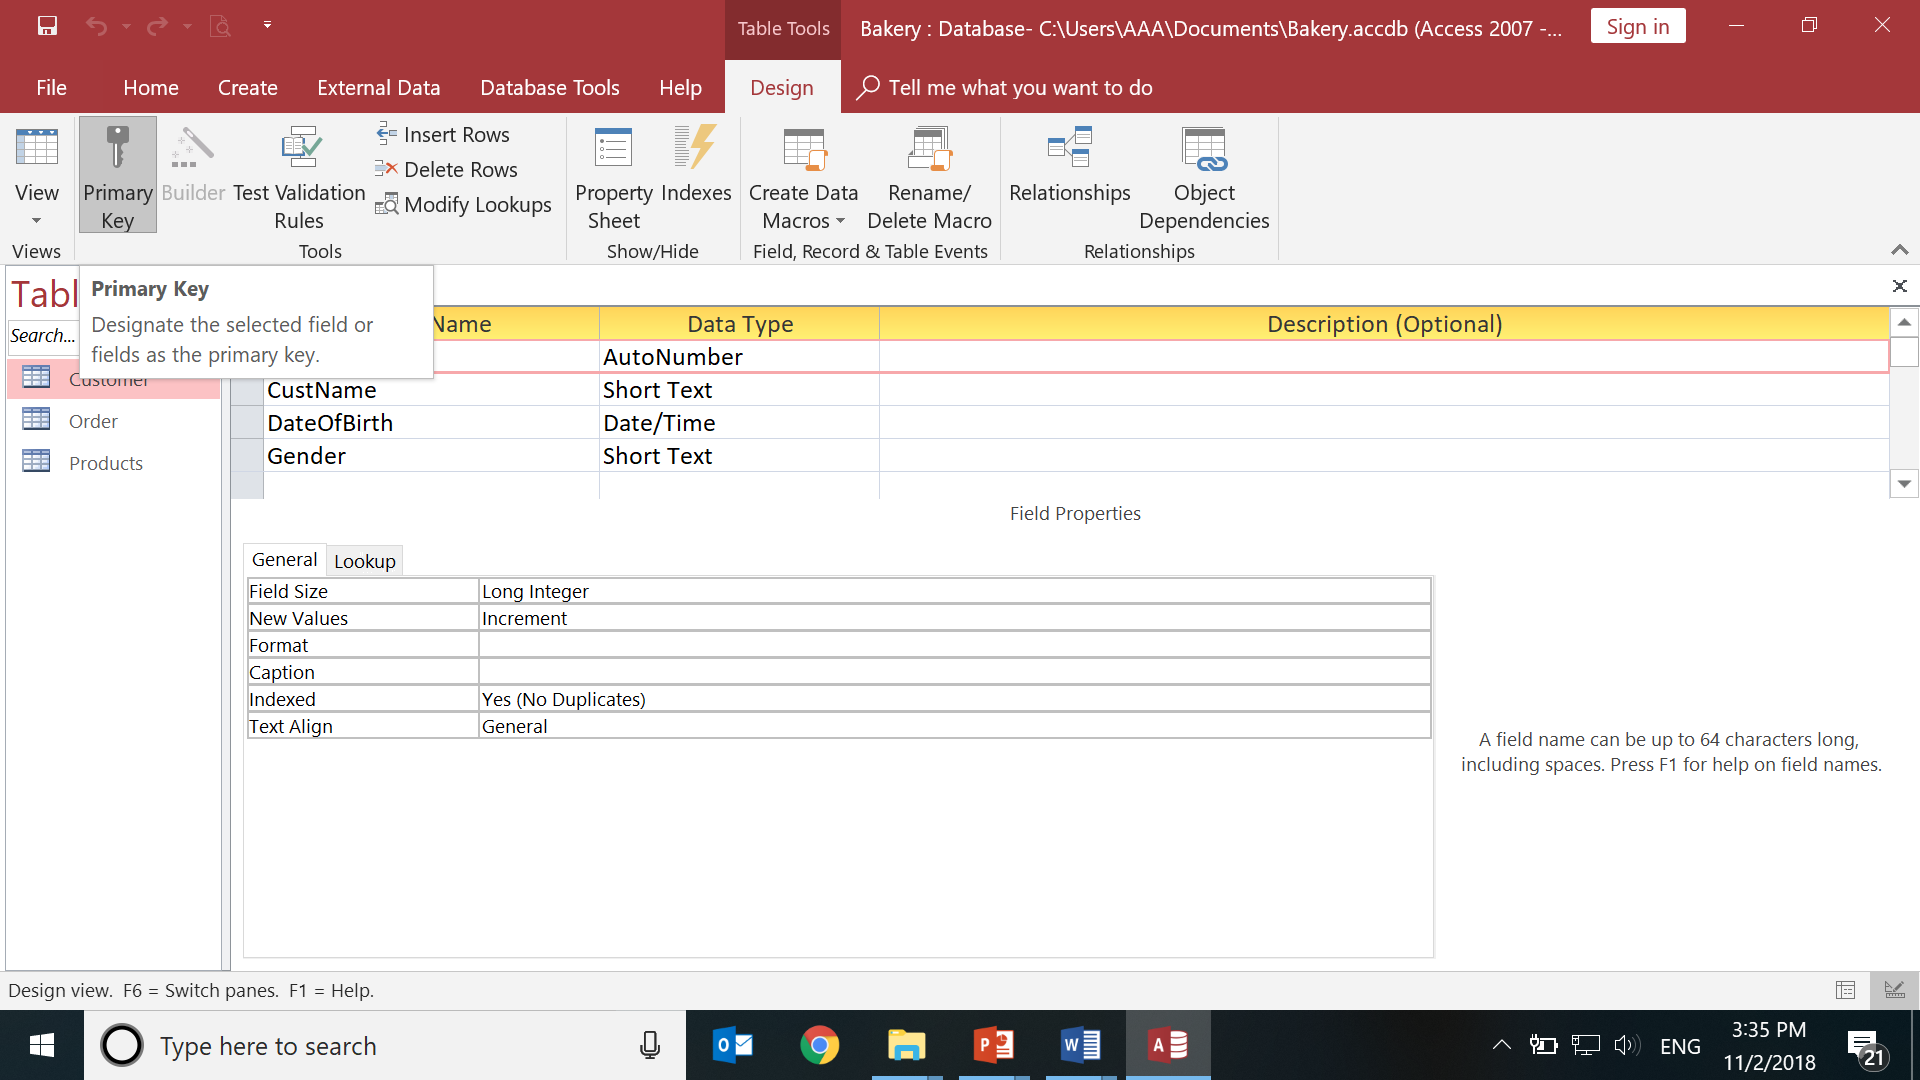 Table Tools
Bakery : Database- C:\Users\AAA\Documents\Bakery.accdb (Access 2007 -...
Sign in
File
Home
Create
External Data
Database Tools
Help
Design
Tell me what you want to do
View
Primary Key
Builder
Test Validation Rules
Insert Rows
Delete Rows
Modify Lookups
Property Sheet
Indexes
Create Data Macros
Rename/ Delete Macro
Relationships
Object Dependencies
Views
Tools
Show/Hide
Field, Record & Table Events
Relationships
Tabl
Search...
Customer
Order
Products
Primary Key
Designate the selected field or
fields as the primary key.
Name
Data Type
Description (Optional)
AutoNumber
CustName
Short Text
DateOfBirth
Date/Time
Gender
Short Text
Field Properties
General
Lookup
Field Size
Long Integer
New Values
Increment
Format
Caption
Indexed
Yes (No Duplicates)
Text Align
General
A field name can be up to 64 characters long,
including spaces. Press F1 for help on field names.
Design view.  F6 = Switch panes.  F1 = Help.
Type here to search
O
P
W
A
ENG
3:35 PM
11/2/2018
21